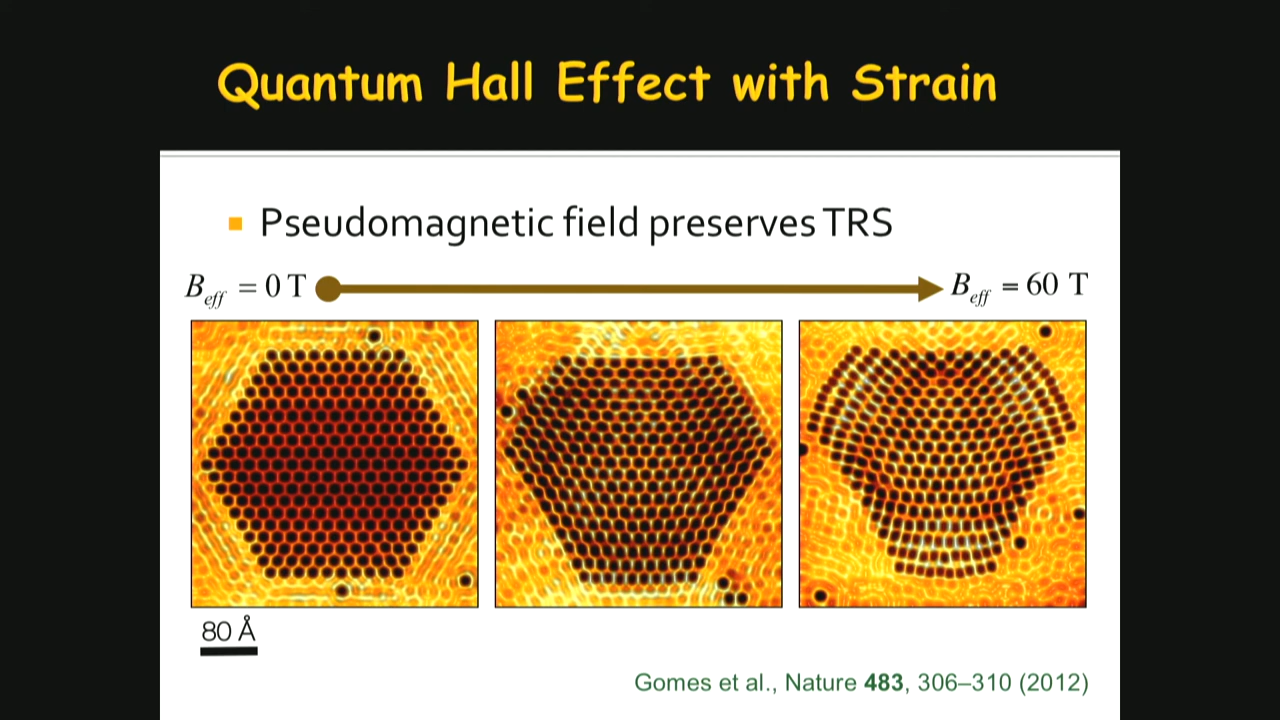 Quantum Hall Effect with Strain
Pseudomagnetic field preserves TRS
B_eff = 0 T
B_eff = 60 T
80 Å
Gomes et al., Nature 483, 306–310 (2012)